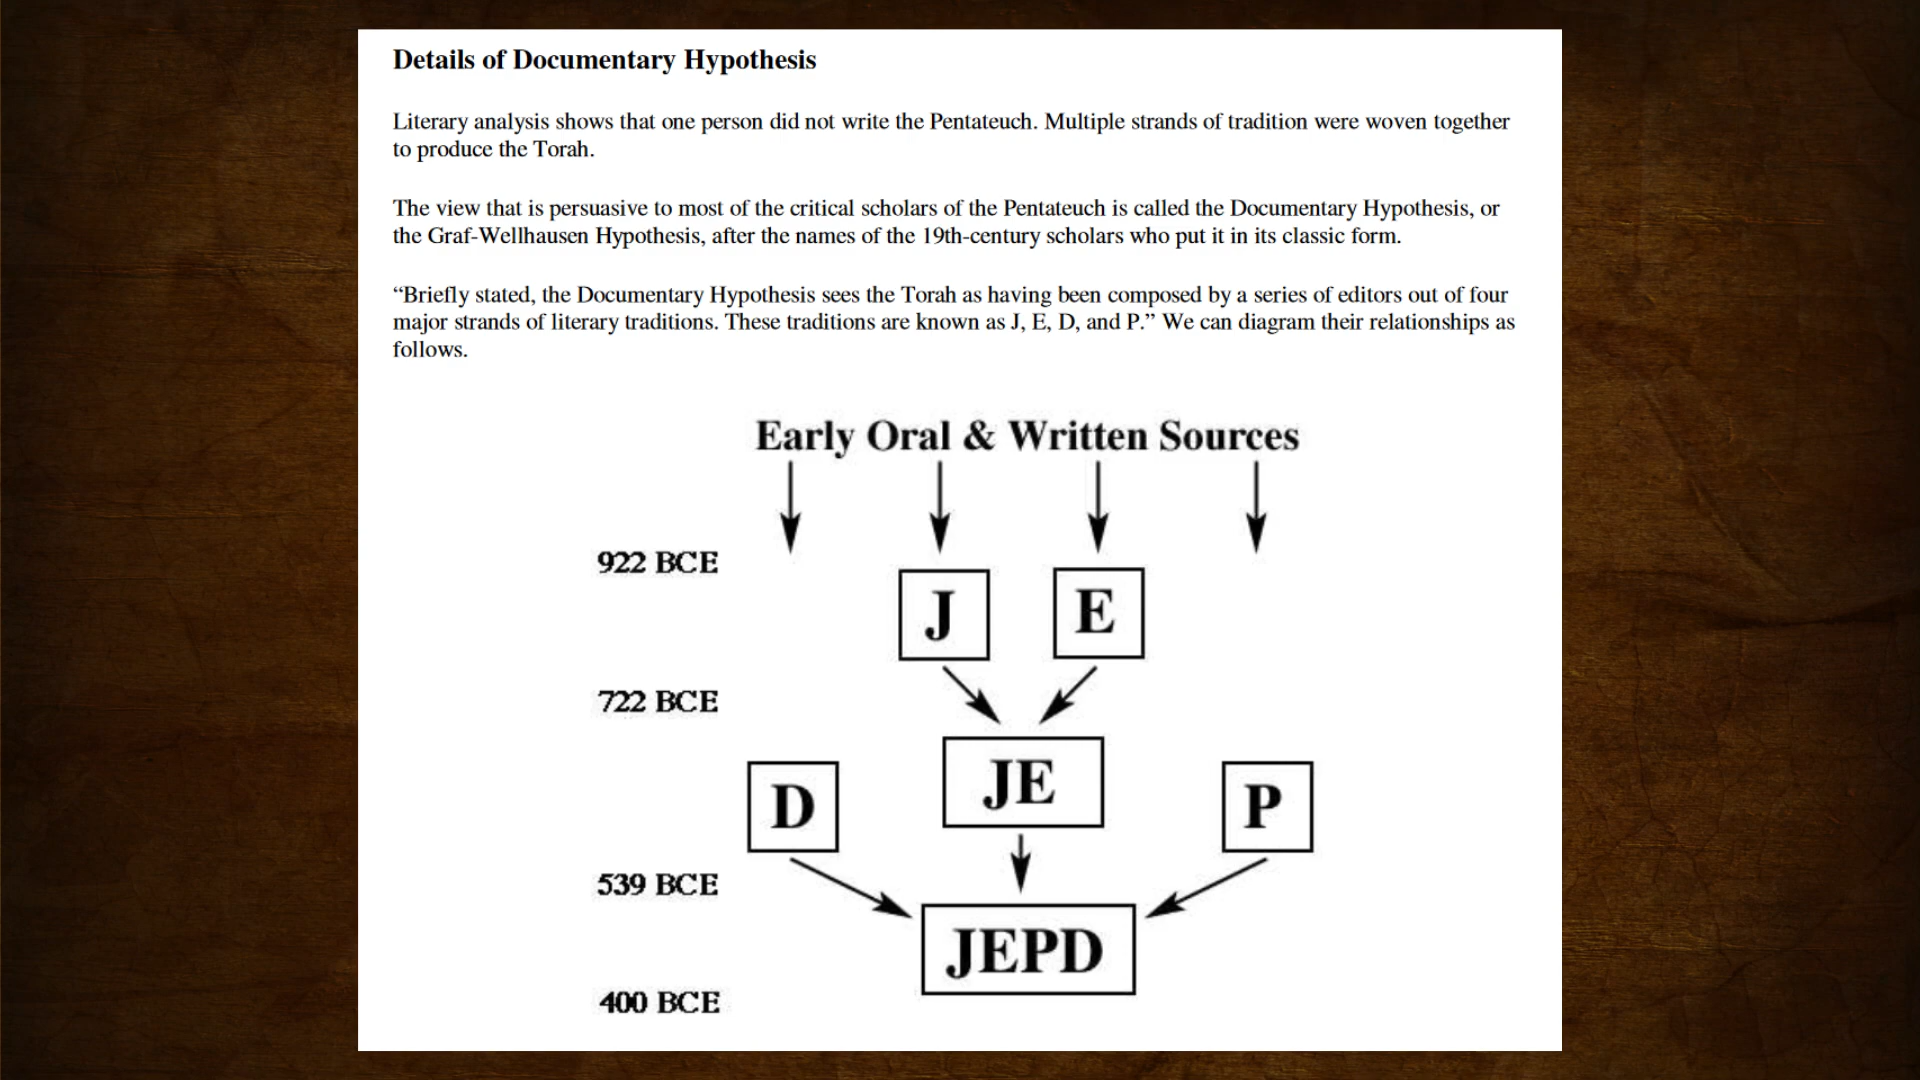 Details of Documentary Hypothesis
Literary analysis shows that one person did not write the Pentateuch. Multiple strands of tradition were woven together
to produce the Torah.
The view that is persuasive to most of the critical scholars of the Pentateuch is called the Documentary Hypothesis, or
the Graf-Wellhausen Hypothesis, after the names of the 19th-century scholars who put it in its classic form.
“Briefly stated, the Documentary Hypothesis sees the Torah as having been composed by a series of editors out of four
major strands of literary traditions. These traditions are known as J, E, D, and P.” We can diagram their relationships as
follows.
Early Oral & Written Sources
922 BCE
J
E
722 BCE
D
JE
P
539 BCE
JEPD
400 BCE